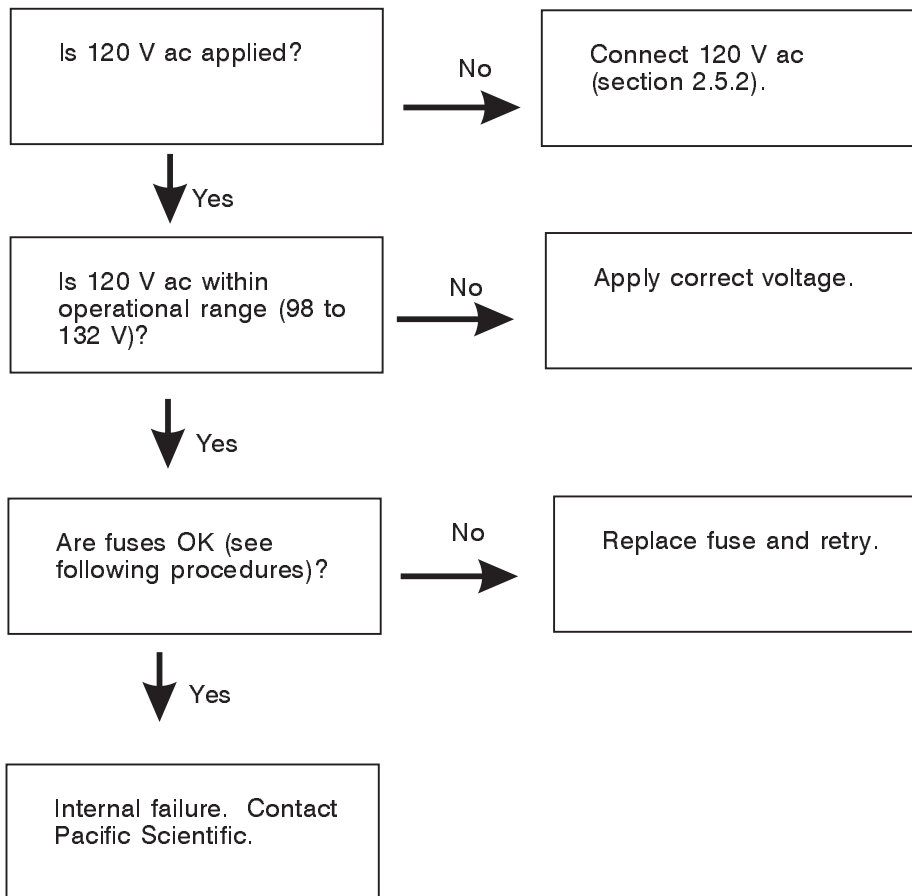 Is 120 V ac applied?
No
Connect 120 V ac
(section 2.5.2).
Yes
Is 120 V ac within
operational range (98 to
132 V)?
No
Apply correct voltage.
Yes
Are fuses OK (see
following procedures)?
No
Replace fuse and retry.
Yes
Internal failure.  Contact
Pacific Scientific.